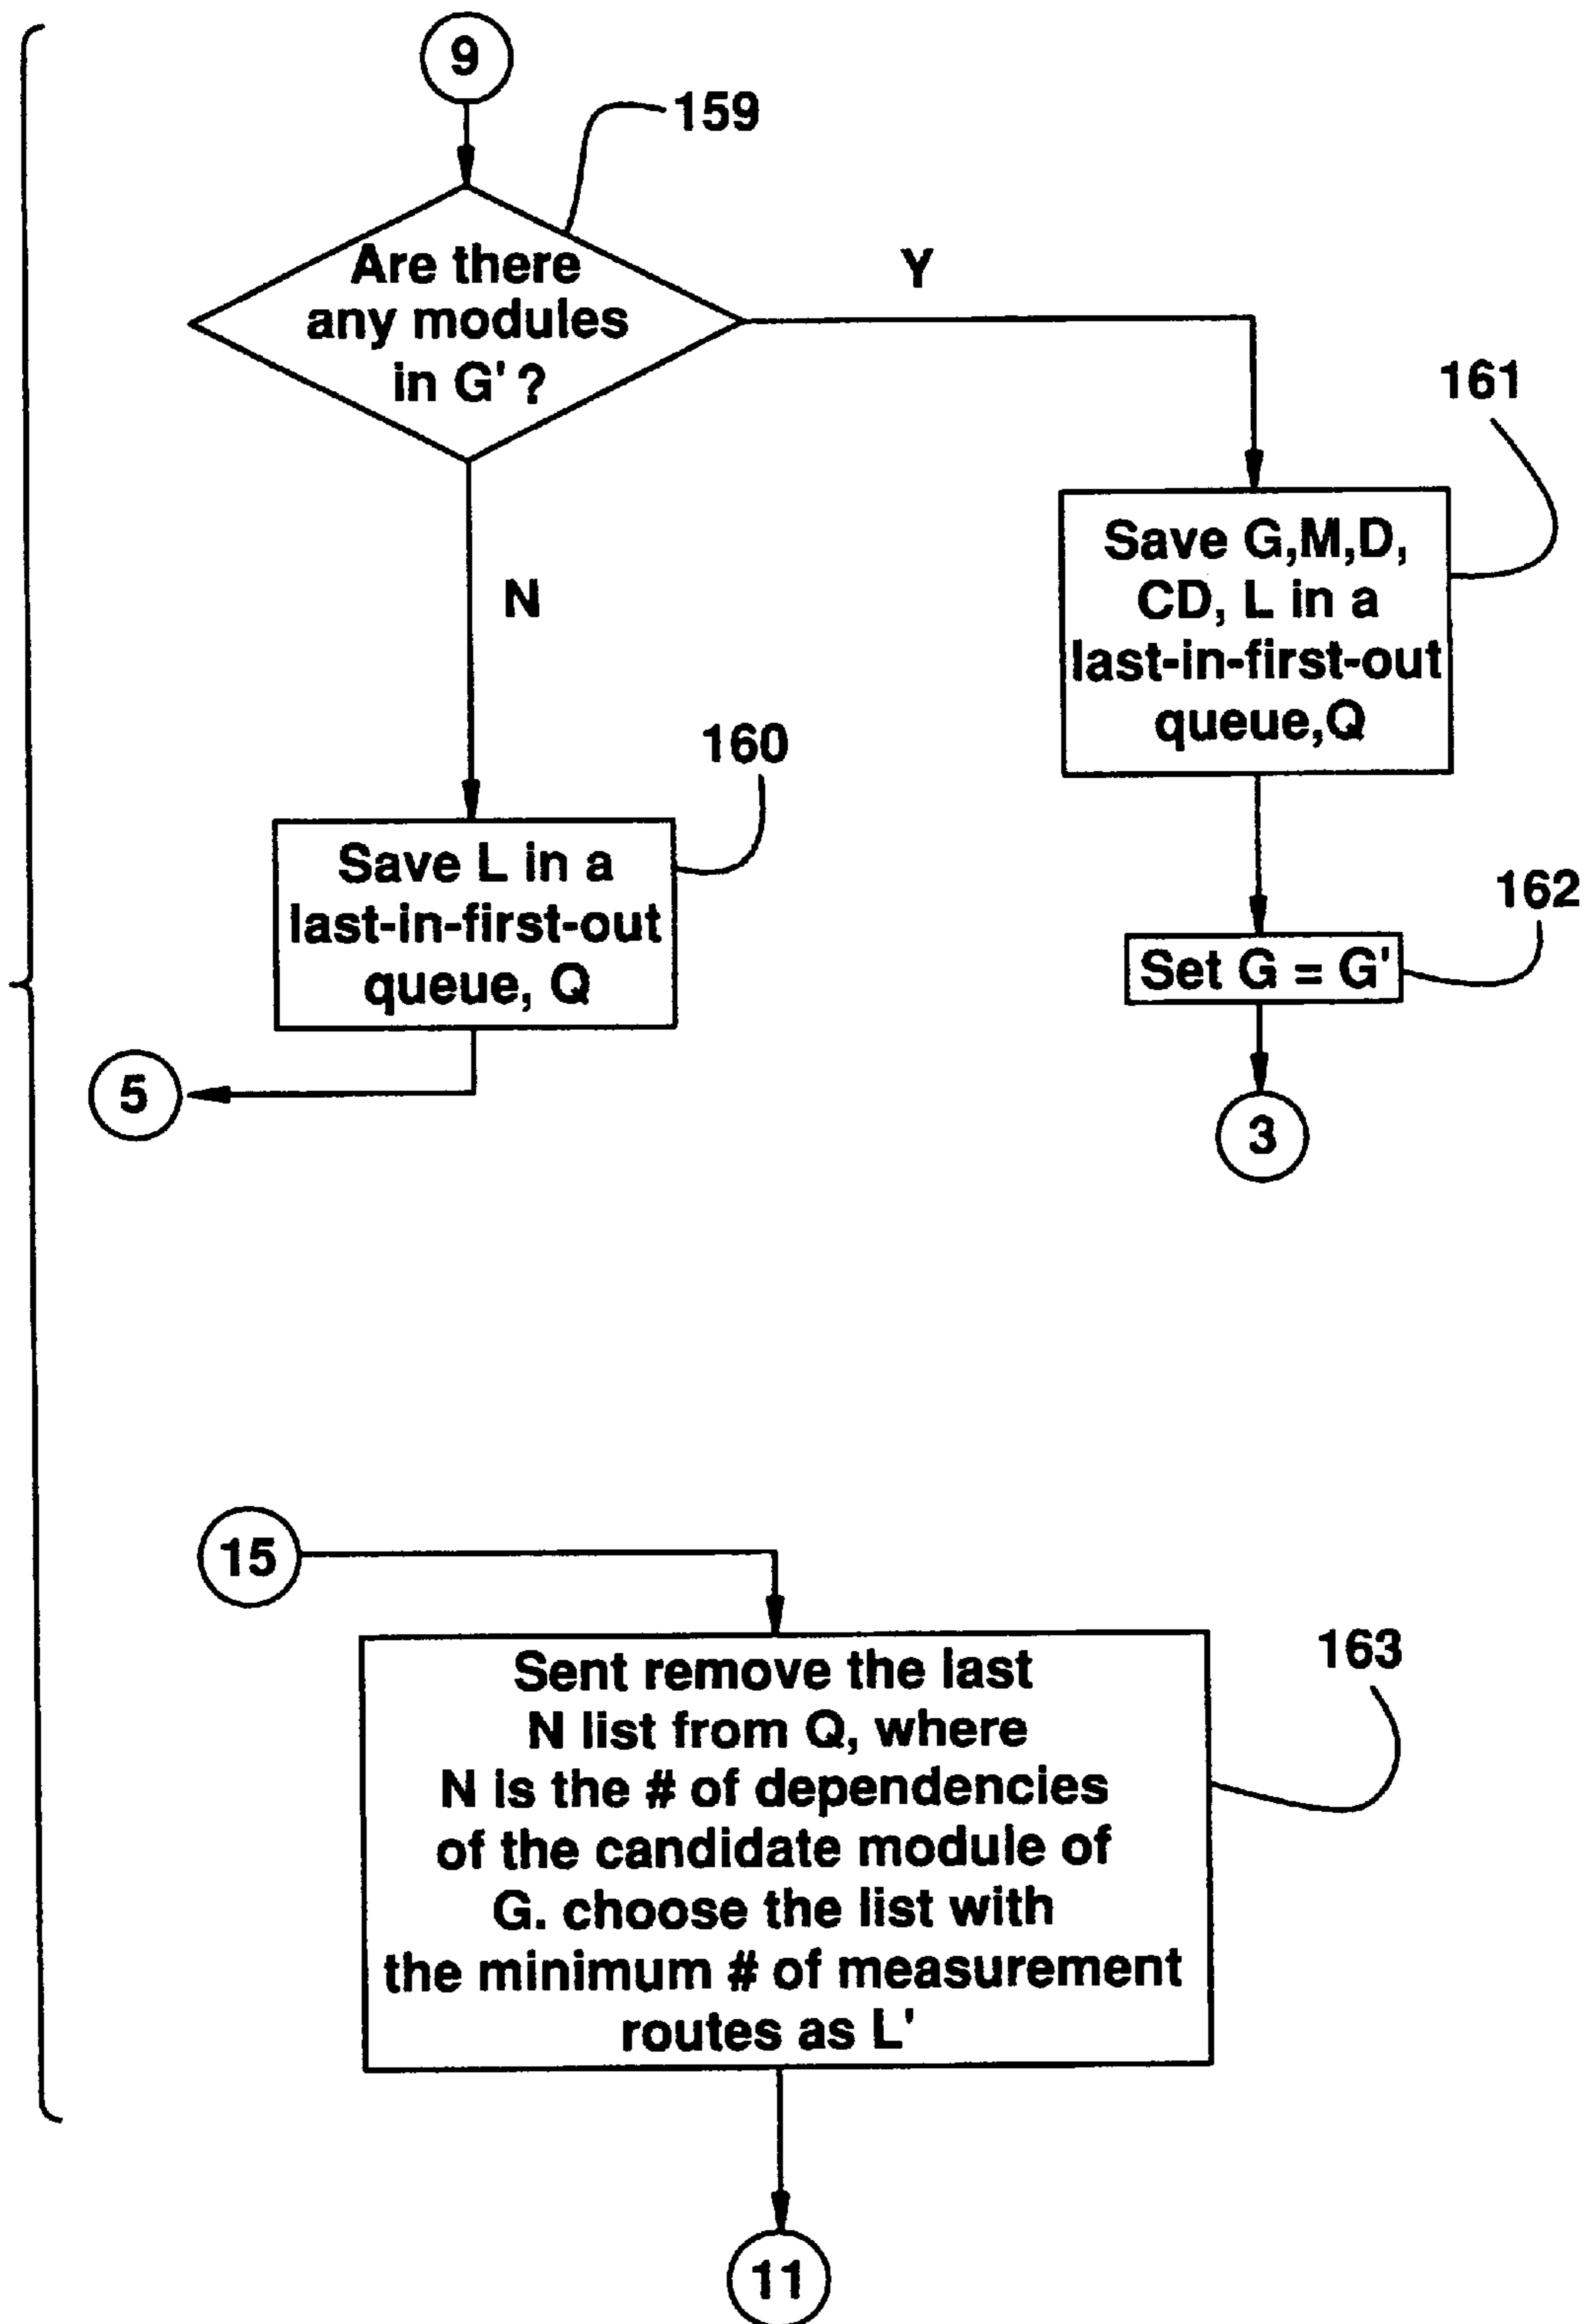 9
159
Are there
any modules
in G' ?
Y
N
161
Save G,M,D,
CD, L in a
last-in-first-out
queue,Q
160
Save L in a
last-in-first-out
queue, Q
162
Set G = G'
5
3
15
163
Sent remove the last
N list from Q, where
N is the # of dependencies
of the candidate module of
G. choose the list with
the minimum # of measurement
routes as L'
11